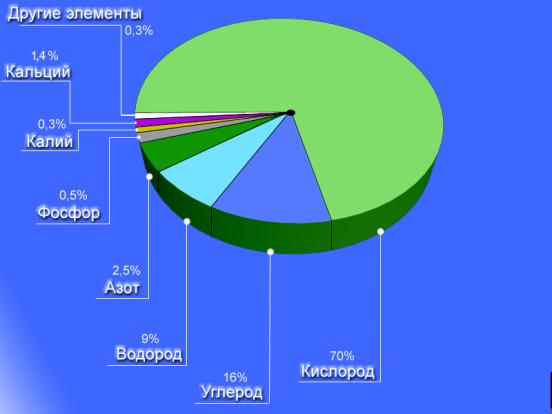 Другие элементы
0,3%
1,4 %
Кальций
0,3%
Калий
0,5%
Фосфор
2,5%
Азот
9%
Водород
16%
Углерод
70%
Кислород